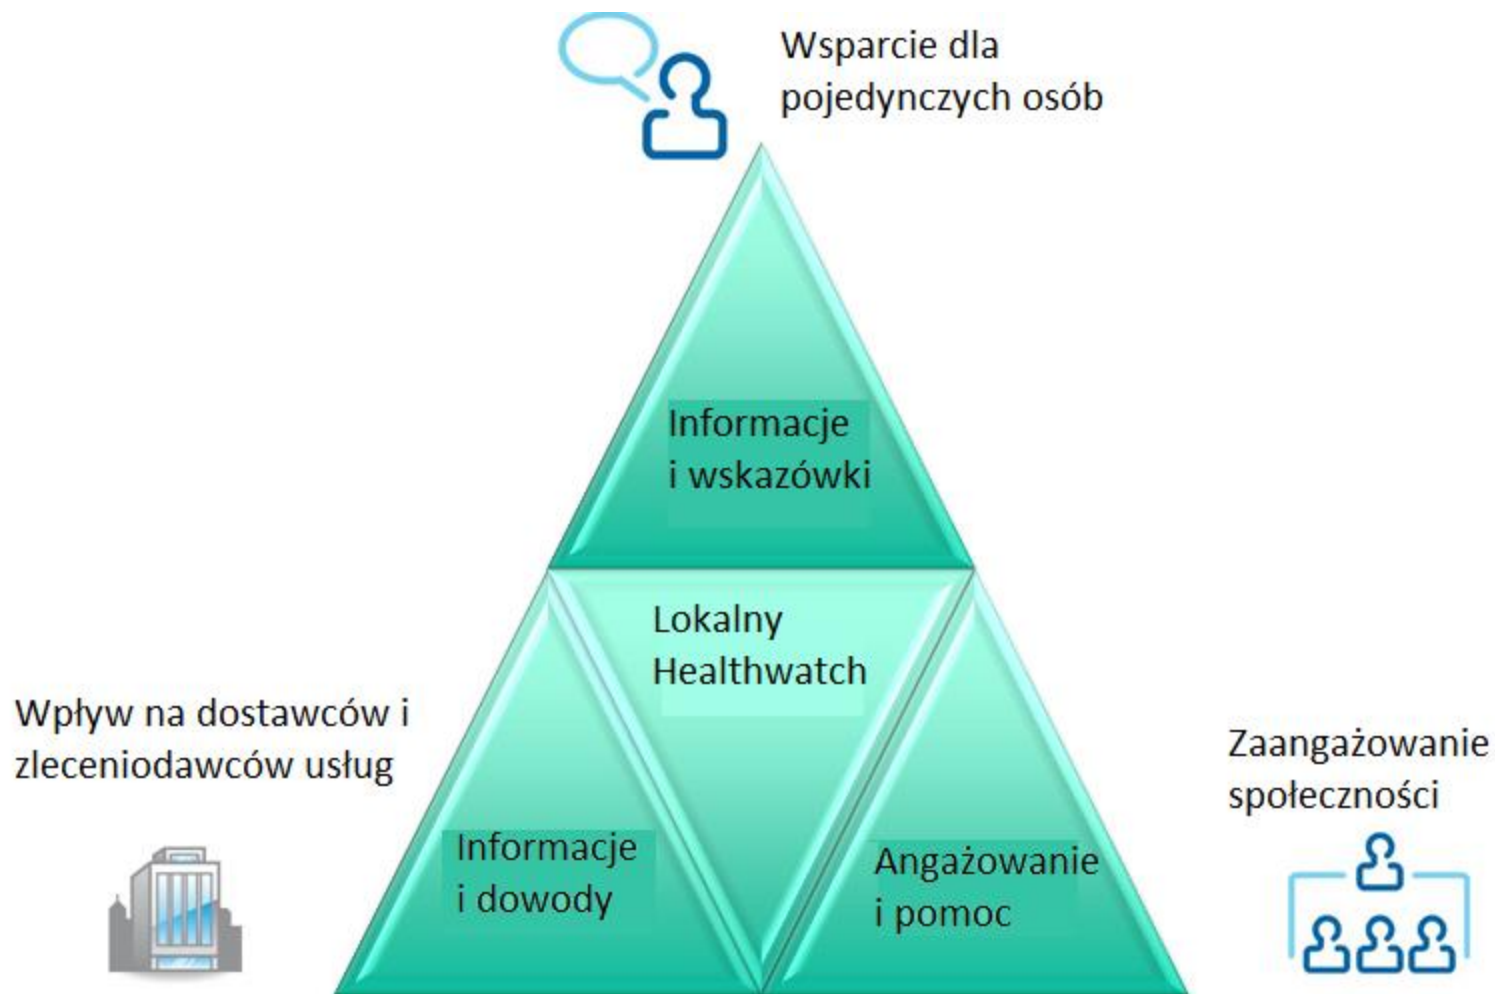 Wsparcie dla
pojedynczych osób
Informacje
i wskazówki
Lokalny
Healthwatch
Wpływ na dostawców i
zleceniodawców usług
Zaangażowanie
społeczności
Informacje
i dowody
Angażowanie
i pomoc